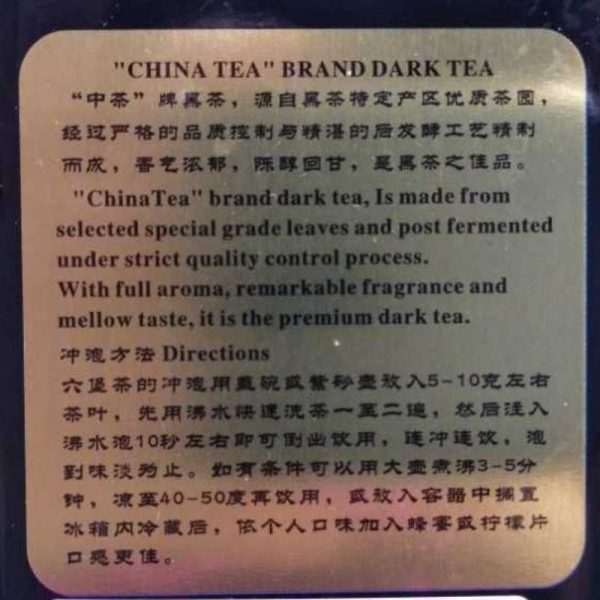 "CHINA TEA" BRAND DARK TEA
“中茶”牌黑茶，源自黑茶特定产区优质茶园，
经过严格的品质控制与精湛的后发酵工艺精制
而成，香气浓郁，陈醇回甘，是黑茶之佳品。
"ChinaTea" brand dark tea, Is made from
selected special grade leaves and post fermented
under strict quality control process.
With full aroma, remarkable fragrance and
mellow taste, it is the premium dark tea.
冲泡方法 Directions
六堡茶的冲泡用盖碗或紫砂壶放入5-10克左右
茶叶，先用沸水快速洗茶一至二遍，然后注入
沸水泡10秒左右即可倒出饮用，连冲连饮，泡
到味淡为止。如有条件可以用大壶煮沸3-5分
钟，凉至40-50度再饮用，或放入容器中搁置
冰箱内冷藏后，依个人口味加入蜂蜜或柠檬片
口感更佳。